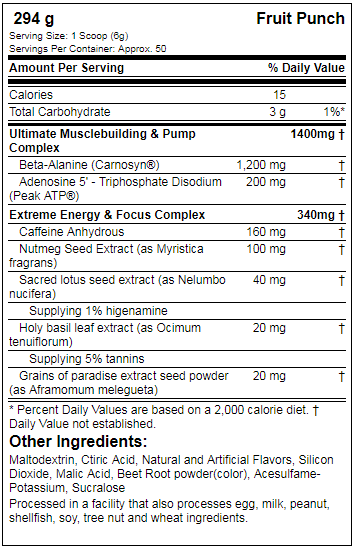 294 g Fruit Punch
Serving Size: 1 Scoop (6g)
Servings Per Container: Approx. 50
Amount Per Serving % Daily Value
Calories 15
Total Carbohydrate 3 g 1%*
Ultimate Musclebuilding & Pump 1400mg †
Complex
Beta-Alanine (Carnosyn®) 1,200 mg †
Adenosine 5' - Triphosphate Disodium 200 mg †
(Peak ATP®)
Extreme Energy & Focus Complex 340mg †
Caffeine Anhydrous 160 mg †
Nutmeg Seed Extract (as Myristica 100 mg †
fragrans)
Sacred lotus seed extract (as Nelumbo 40 mg †
nucifera)
Supplying 1% higenamine
Holy basil leaf extract (as Ocimum 20 mg †
tenuiflorum)
Supplying 5% tannins
Grains of paradise extract seed powder 20 mg †
(as Aframomum melegueta)
* Percent Daily Values are based on a 2,000 calorie diet. †
Daily Value not established.
Other Ingredients:
Maltodextrin, Ctiric Acid, Natural and Artificial Flavors, Silicon
Dioxide, Malic Acid, Beet Root powder(color), Acesulfame-
Potassium, Sucralose
Processed in a facility that also processes egg, milk, peanut,
shellfish, soy, tree nut and wheat ingredients.